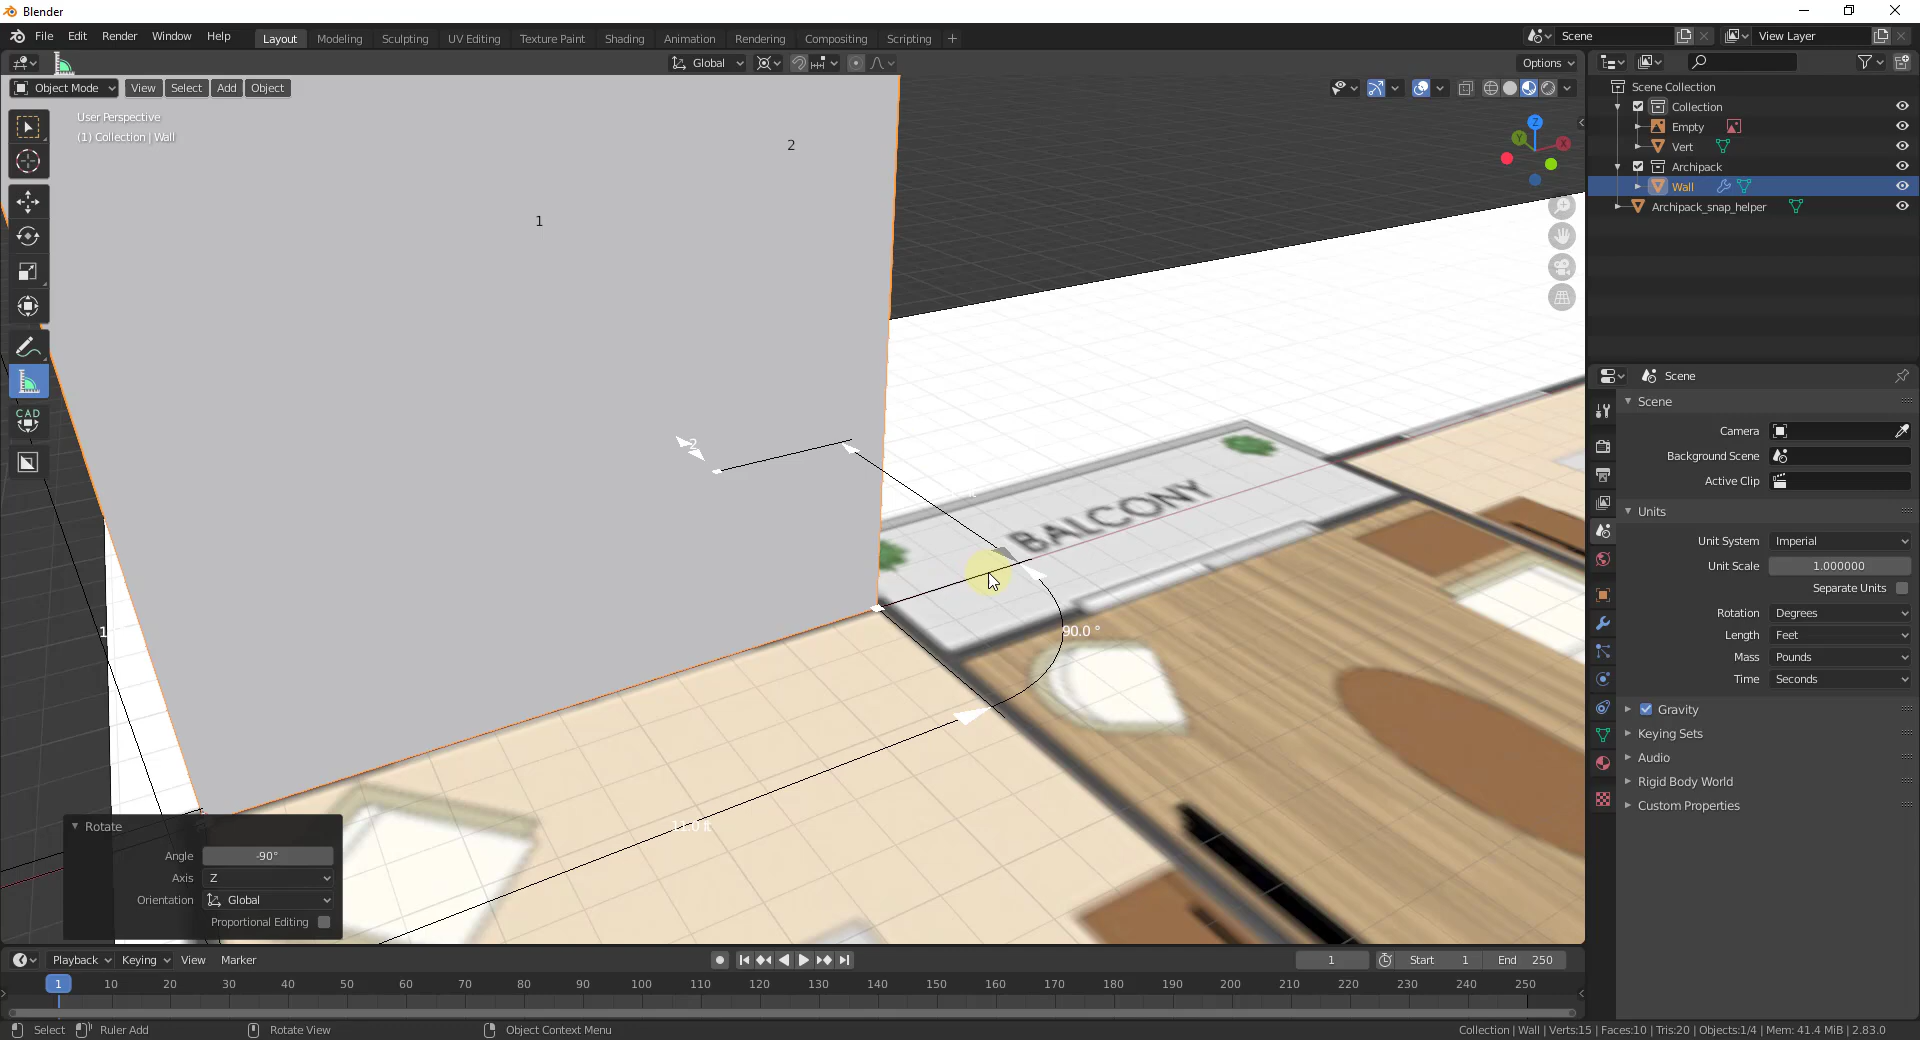 Blender
File Edit Render Window Help
Layout Modeling Sculpting UV Editing Texture Paint Shading Animation Rendering Compositing Scripting +
Scene
View Layer
Global
Options
Object Mode View Select Add Object
User Perspective
(1) Collection | Wall
Z
Y
X
2
1
2
BALCONY
90.0 °
1
11.0 ft
CAD
Rotate
Angle -90°
Axis Z
Orientation Global
Proportional Editing
Scene Collection
Collection
Empty
Vert
Archipack
Wall
Archipack_snap_helper
Scene
Scene
Camera
Background Scene
Active Clip
Units
Unit System Imperial
Unit Scale 1.000000
Separate Units
Rotation Degrees
Length Feet
Mass Pounds
Time Seconds
Gravity
Keying Sets
Audio
Rigid Body World
Custom Properties
Playback Keying View Marker
1
Start 1
End 250
1 10 20 30 40 50 60 70 80 90 100 110 120 130 140 150 160 170 180 190 200 210 220 230 240 250
Select Ruler Add Rotate View Object Context Menu
Collection | Wall | Verts:15 | Faces:10 | Tris:20 | Objects:1/4 | Mem: 41.4 MiB | 2.83.0